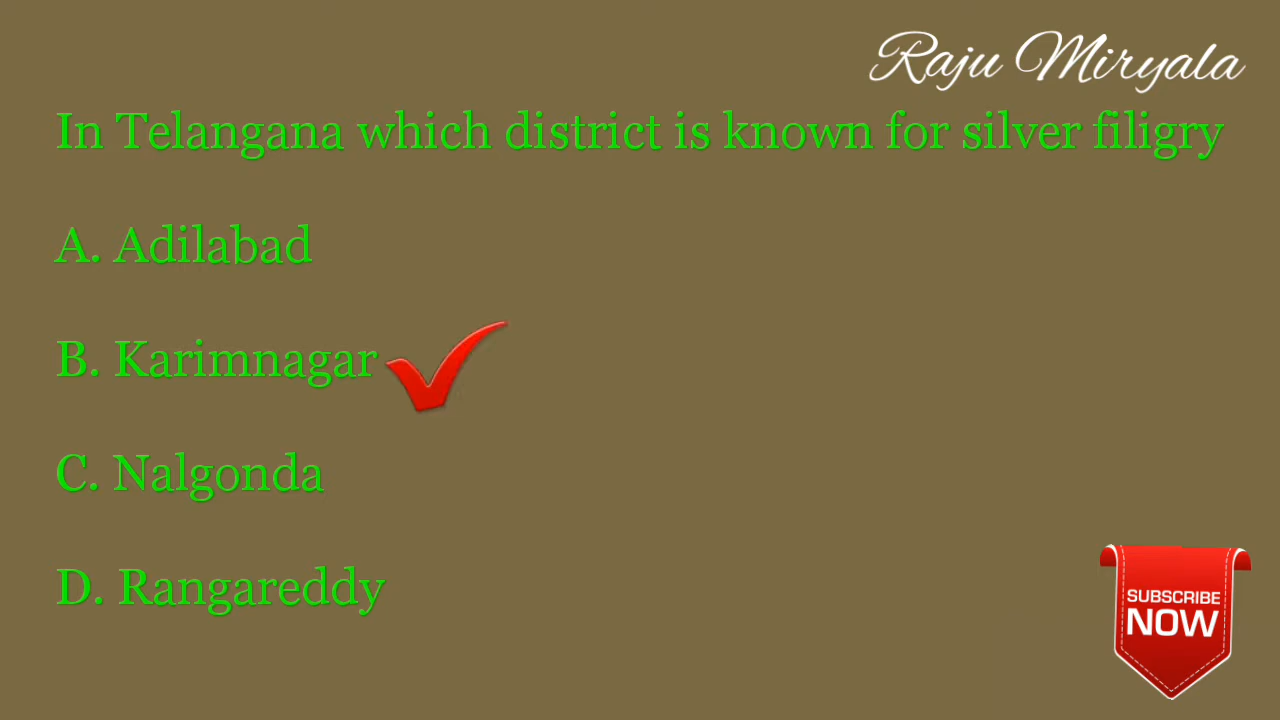 Raju Miryala
In Telangana which district is known for silver filigry
A. Adilabad
B. Karimnagar
C. Nalgonda
D. Rangareddy
SUBSCRIBE
NOW